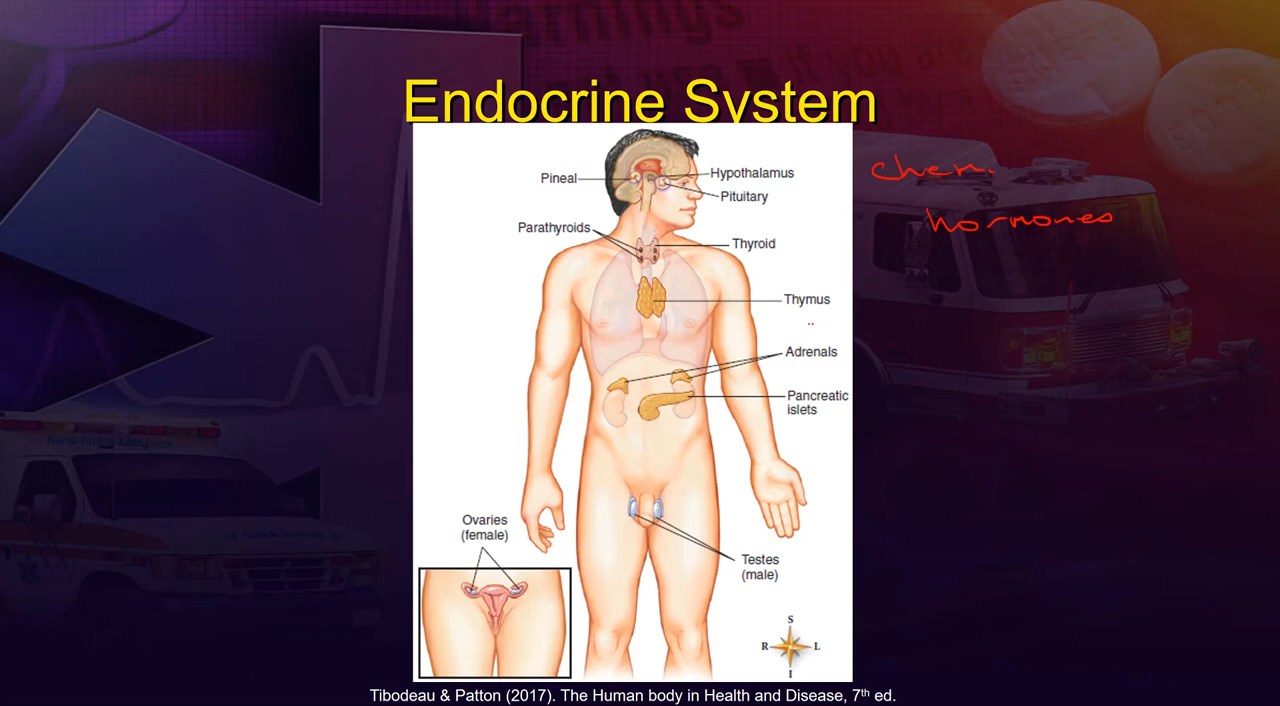 Endocrine System
Pineal
Hypothalamus
Pituitary
Parathyroids
Thyroid
Thymus
Adrenals
Pancreatic
islets
Ovaries
(female)
Testes
(male)
S
R L
I
chem.
hormones
Tibodeau & Patton (2017). The Human body in Health and Disease, 7th ed.